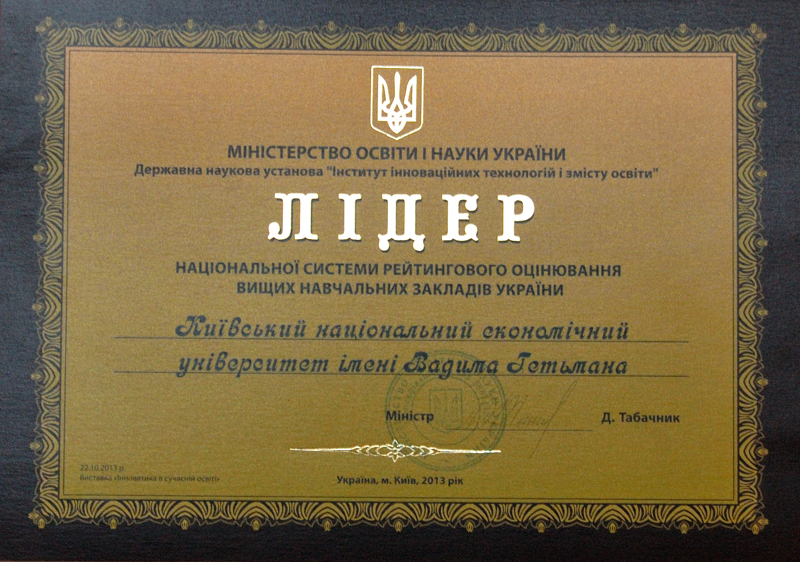 МІНІСТЕРСТВО ОСВІТИ І НАУКИ УКРАЇНИ
Державна наукова установа "Інститут інноваційних технологій і змісту освіти"
ЛІДЕР
НАЦІОНАЛЬНОЇ СИСТЕМИ РЕЙТИНГОВОГО ОЦІНЮВАННЯ
ВИЩИХ НАВЧАЛЬНИХ ЗАКЛАДІВ УКРАЇНИ
Київський національний економічний
університет імені Вадима Гетьмана
Міністр Д. Табачник
22.10.2013 р.
Виставка «Інноватика в сучасній освіті»
Україна, м. Київ, 2013 рік